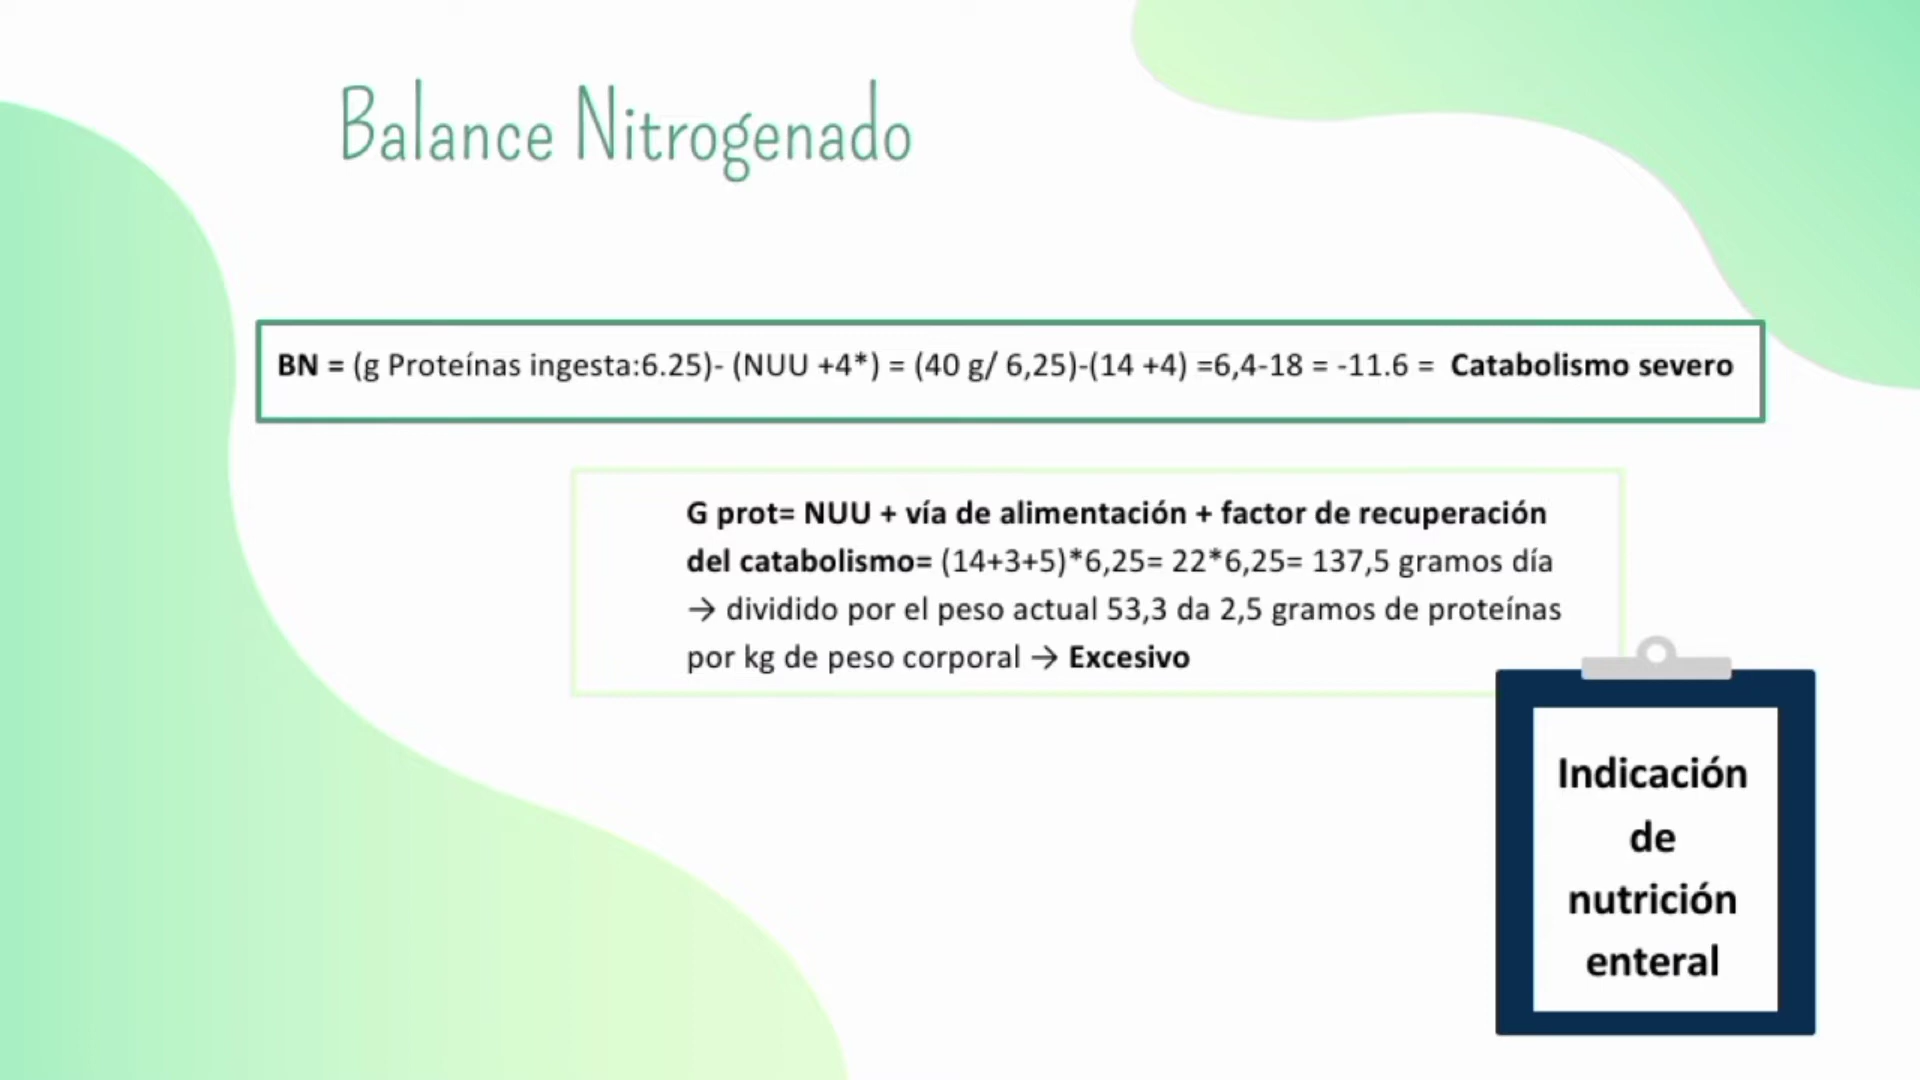 Balance Nitrogenado
BN = (g Proteínas ingesta:6.25)- (NUU +4*) = (40 g/ 6,25)-(14 +4) =6,4-18 = -11.6 = Catabolismo severo
G prot= NUU + vía de alimentación + factor de recuperación
del catabolismo= (14+3+5)*6,25= 22*6,25= 137,5 gramos día
→ dividido por el peso actual 53,3 da 2,5 gramos de proteínas
por kg de peso corporal → Excesivo
Indicación
de
nutrición
enteral